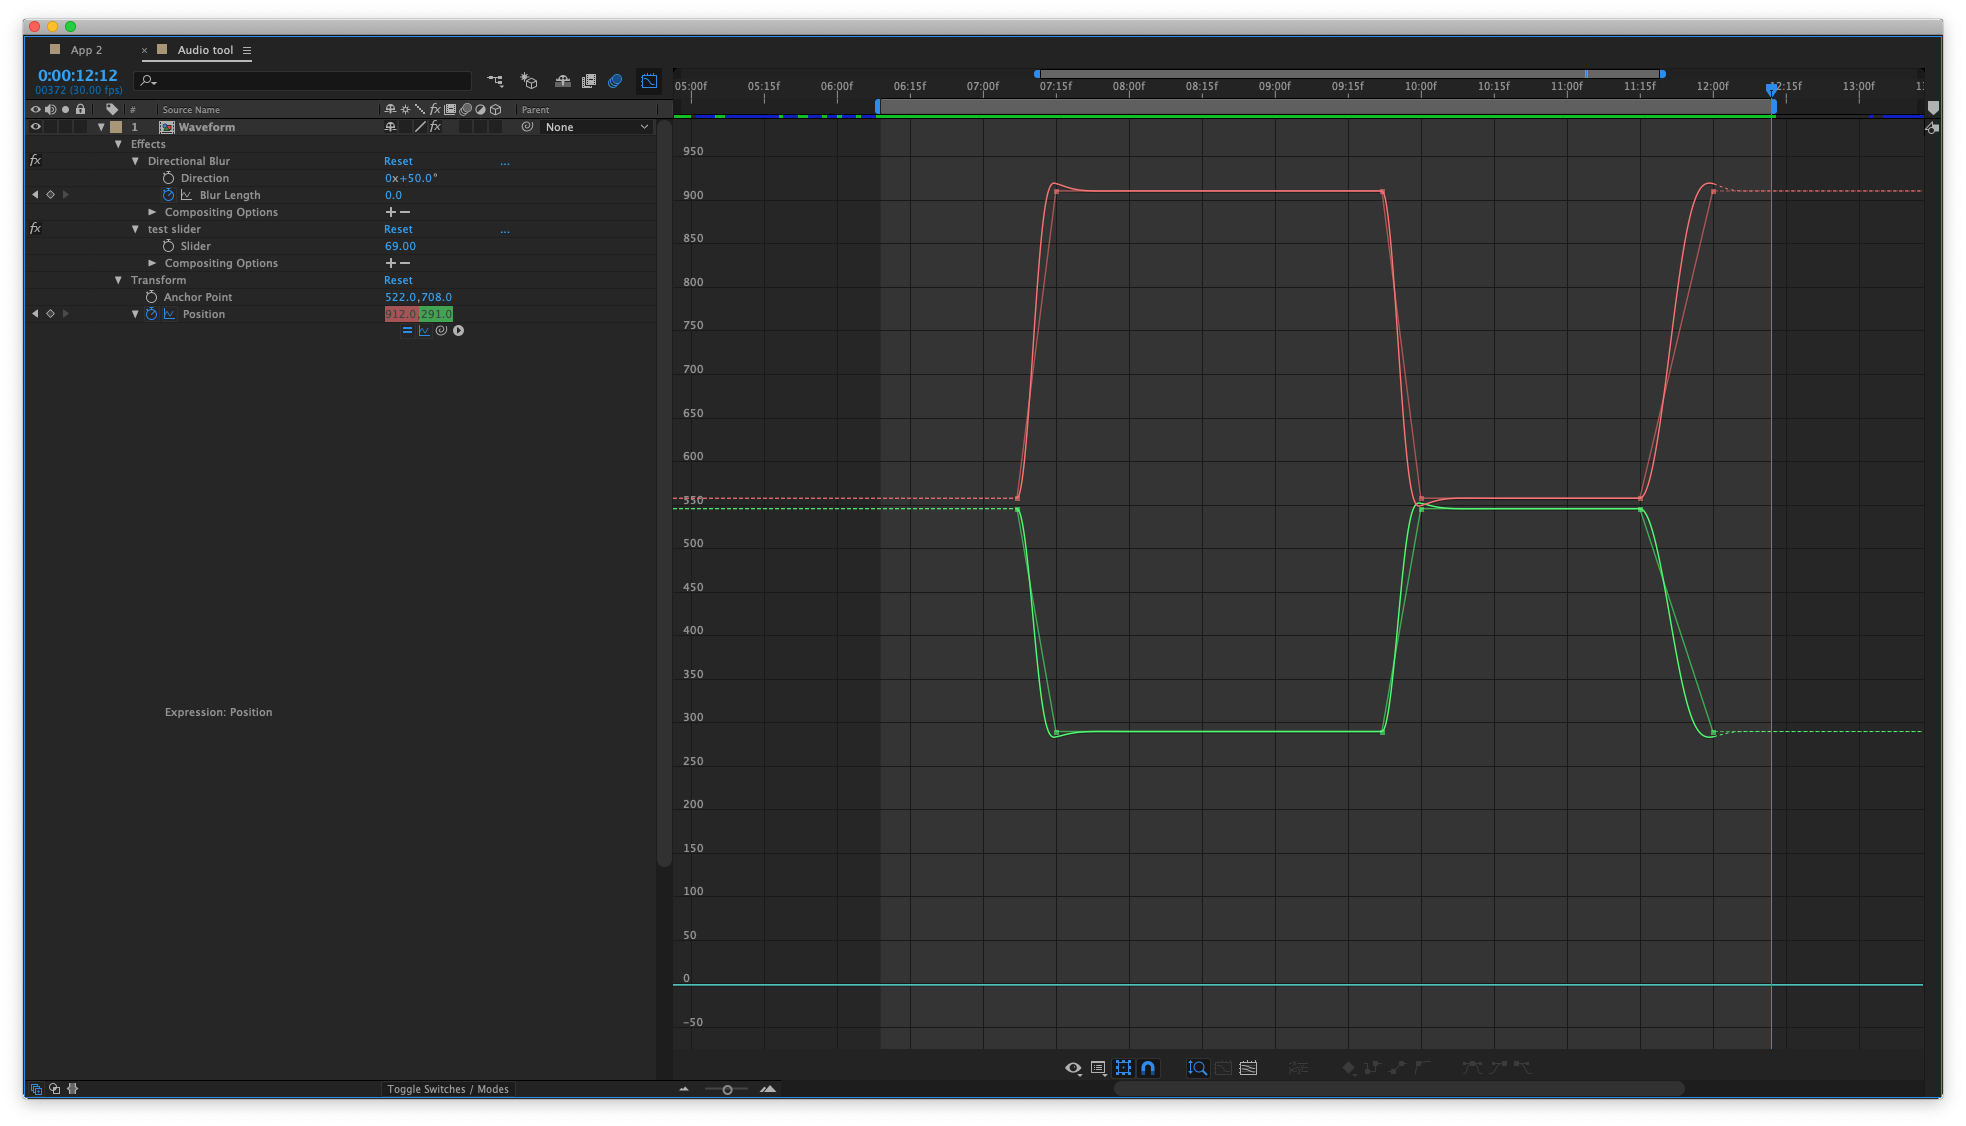 App 2 × Audio tool
0:00:12:12
00372 (30.00 fps)
05:00f 05:15f 06:00f 06:15f 07:00f 07:15f 08:00f 08:15f 09:00f 09:15f 10:00f 10:15f 11:00f 11:15f 12:00f 2:15f 13:00f
# Source Name fx Parent
1 Waveform fx None
Effects
fx Directional Blur Reset ...
Direction 0x+50.0°
Blur Length 0.0
Compositing Options + −
fx test slider Reset ...
Slider 69.00
Compositing Options + −
Transform Reset
Anchor Point 522.0,708.0
Position 912.0,291.0
Expression: Position
950
900
850
800
750
700
650
600
550
500
450
400
350
300
250
200
150
100
50
0
−50
Toggle Switches / Modes